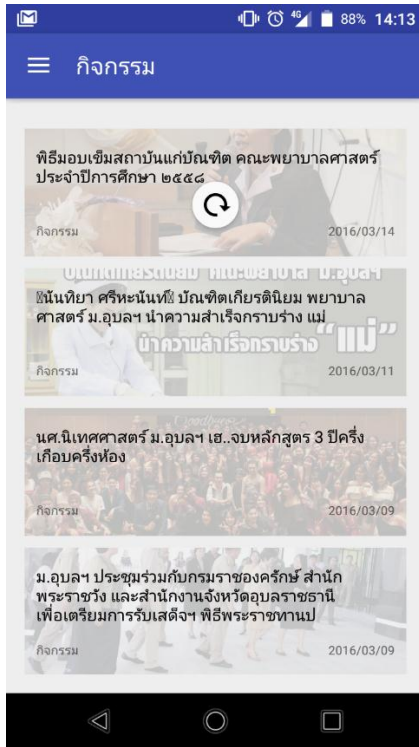 4G 88% 14:13
กิจกรรม
พิธีมอบเข็มสถาบันแก่บัณฑิต คณะพยาบาลศาสตร์
ประจำปีการศึกษา ๒๕๕๘
กิจกรรม 2016/03/14
บัณฑิตเกียรตินิยม คณะพยาบาล ม.อุบลฯ
นันทิยา ศรีหะนันท์ บัณฑิตเกียรตินิยม พยาบาล
ศาสตร์ ม.อุบลฯ นำความสำเร็จกราบร่าง แม่
นำความสำเร็จกราบร่าง “แม่”
กิจกรรม 2016/03/11
นศ.นิเทศศาสตร์ ม.อุบลฯ เฮ..จบหลักสูตร 3 ปีครึ่ง
เกือบครึ่งห้อง
กิจกรรม 2016/03/09
ม.อุบลฯ ประชุมร่วมกับกรมราชองครักษ์ สำนัก
พระราชวัง และสำนักงานจังหวัดอุบลราชธานี
เพื่อเตรียมการรับเสด็จฯ พิธีพระราชทานป
กิจกรรม 2016/03/09